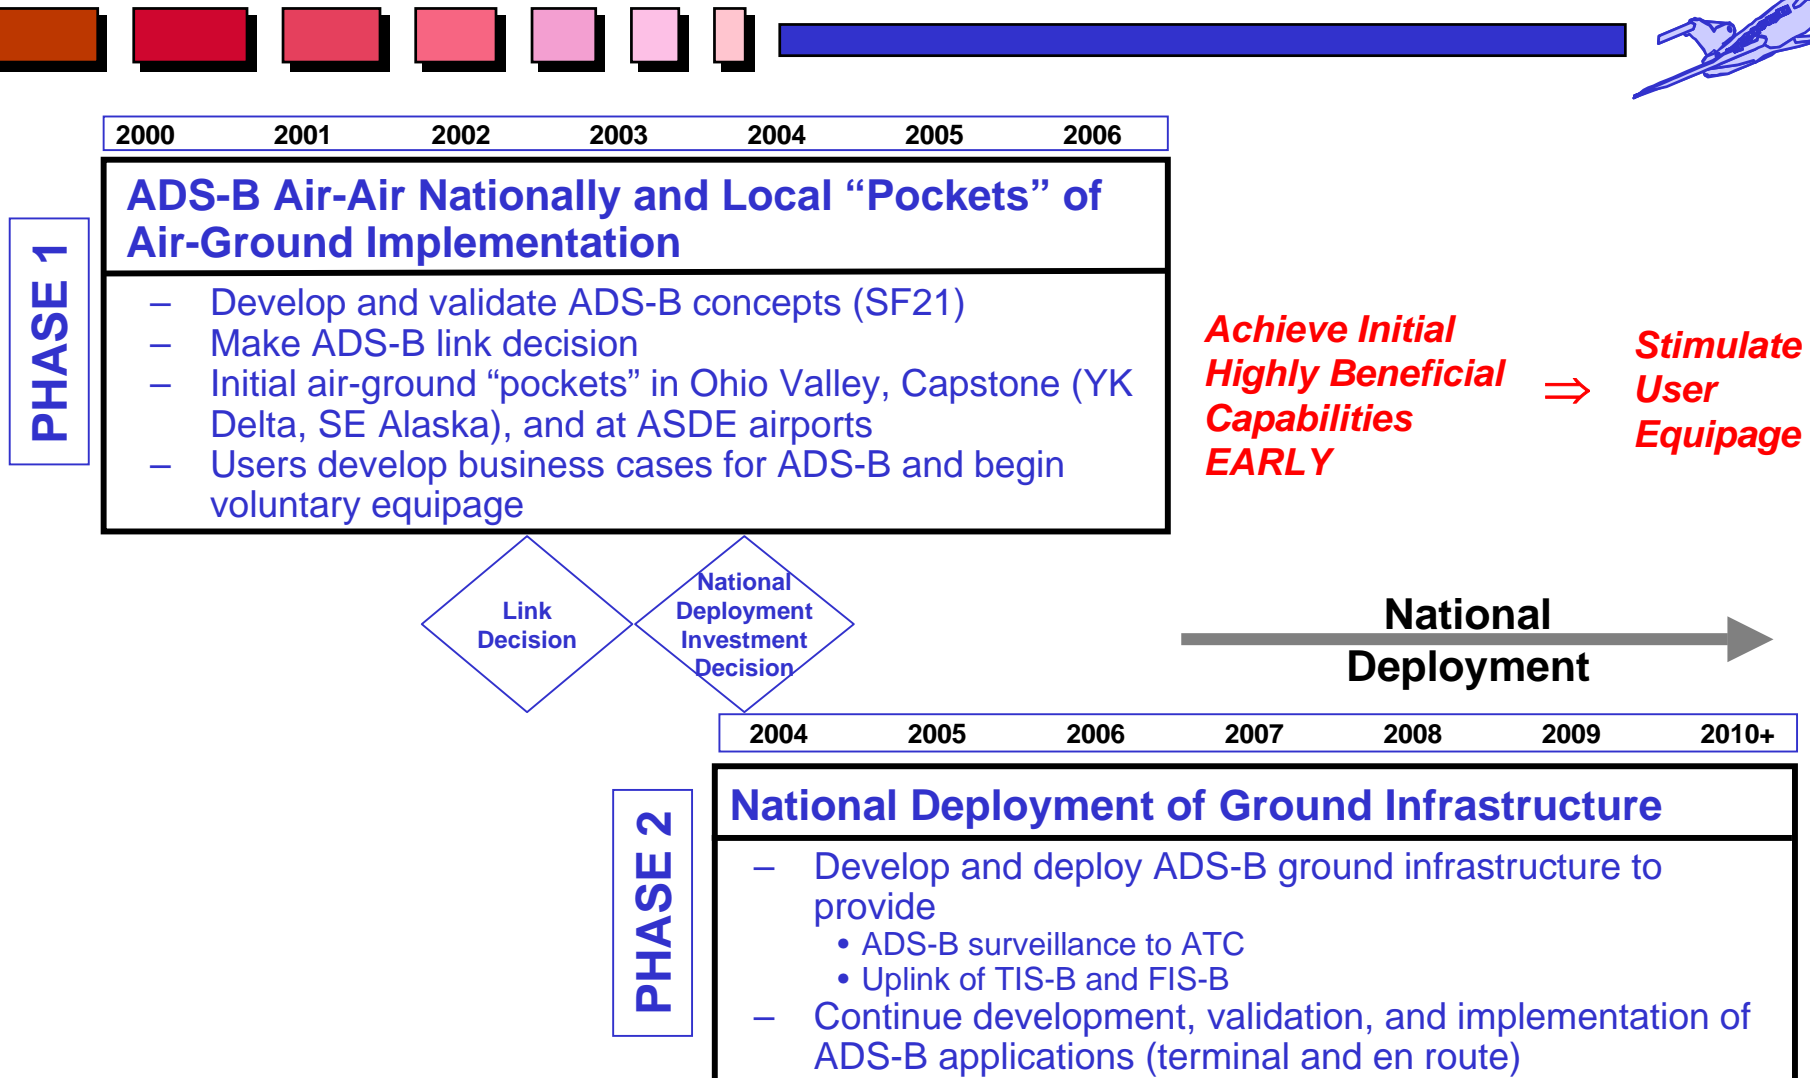 2000 2001 2002 2003 2004 2005 2006
PHASE 1
ADS-B Air-Air Nationally and Local “Pockets” of
Air-Ground Implementation
– Develop and validate ADS-B concepts (SF21)
– Make ADS-B link decision
– Initial air-ground “pockets” in Ohio Valley, Capstone (YK
Delta, SE Alaska), and at ASDE airports
– Users develop business cases for ADS-B and begin
voluntary equipage
Achieve Initial
Highly Beneficial
Capabilities
EARLY
⇒
Stimulate
User
Equipage
Link
Decision
National
Deployment
Investment
Decision
National
Deployment
2004 2005 2006 2007 2008 2009 2010+
PHASE 2
National Deployment of Ground Infrastructure
– Develop and deploy ADS-B ground infrastructure to
provide
• ADS-B surveillance to ATC
• Uplink of TIS-B and FIS-B
– Continue development, validation, and implementation of
ADS-B applications (terminal and en route)